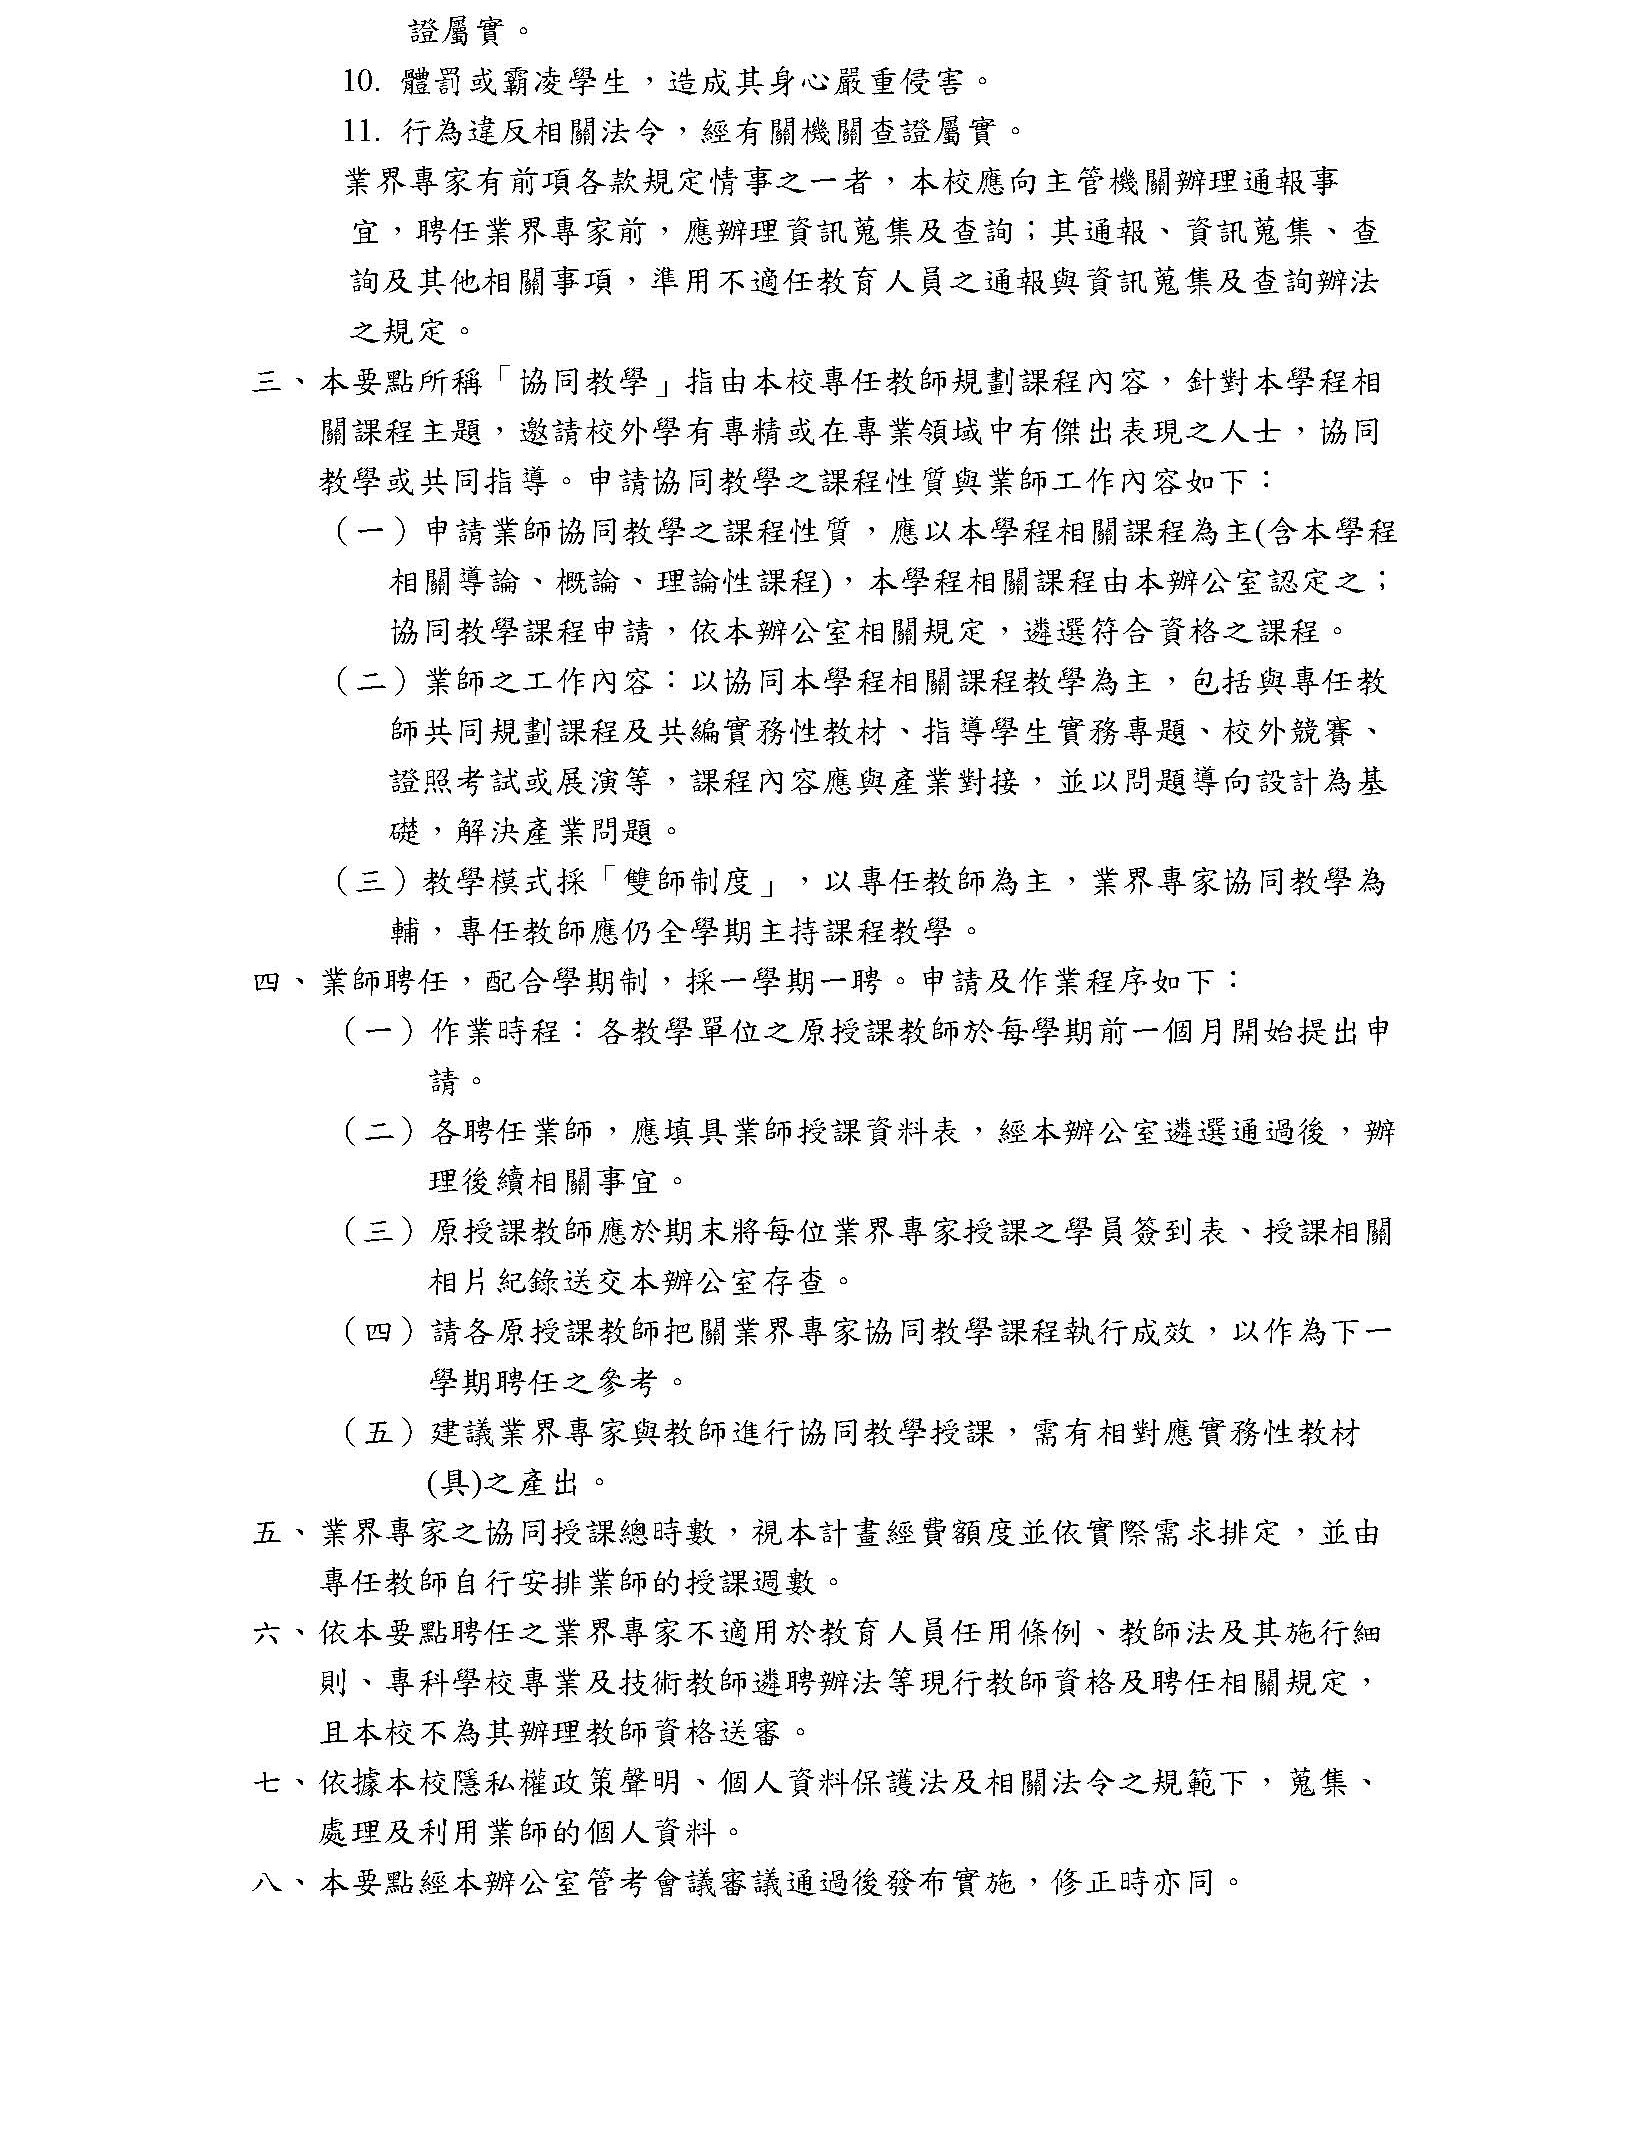 證屬實。
10. 體罰或霸凌學生，造成其身心嚴重侵害。
11. 行為違反相關法令，經有關機關查證屬實。
業界專家有前項各款規定情事之一者，本校應向主管機關辦理通報事
宜，聘任業界專家前，應辦理資訊蒐集及查詢；其通報、資訊蒐集、查
詢及其他相關事項，準用不適任教育人員之通報與資訊蒐集及查詢辦法
之規定。
三、本要點所稱「協同教學」指由本校專任教師規劃課程內容，針對本學程相
關課程主題，邀請校外學有專精或在專業領域中有傑出表現之人士，協同
教學或共同指導。申請協同教學之課程性質與業師工作內容如下：
（一）申請業師協同教學之課程性質，應以本學程相關課程為主(含本學程
相關導論、概論、理論性課程)，本學程相關課程由本辦公室認定之；
協同教學課程申請，依本辦公室相關規定，遴選符合資格之課程。
（二）業師之工作內容：以協同本學程相關課程教學為主，包括與專任教
師共同規劃課程及共編實務性教材、指導學生實務專題、校外競賽、
證照考試或展演等，課程內容應與產業對接，並以問題導向設計為基
礎，解決產業問題。
（三）教學模式採「雙師制度」，以專任教師為主，業界專家協同教學為
輔，專任教師應仍全學期主持課程教學。
四、業師聘任，配合學期制，採一學期一聘。申請及作業程序如下：
（一）作業時程：各教學單位之原授課教師於每學期前一個月開始提出申
請。
（二）各聘任業師，應填具業師授課資料表，經本辦公室遴選通過後，辦
理後續相關事宜。
（三）原授課教師應於期末將每位業界專家授課之學員簽到表、授課相關
相片紀錄送交本辦公室存查。
（四）請各原授課教師把關業界專家協同教學課程執行成效，以作為下一
學期聘任之參考。
（五）建議業界專家與教師進行協同教學授課，需有相對應實務性教材
(具)之產出。
五、業界專家之協同授課總時數，視本計畫經費額度並依實際需求排定，並由
專任教師自行安排業師的授課週數。
六、依本要點聘任之業界專家不適用於教育人員任用條例、教師法及其施行細
則、專科學校專業及技術教師遴聘辦法等現行教師資格及聘任相關規定，
且本校不為其辦理教師資格送審。
七、依據本校隱私權政策聲明、個人資料保護法及相關法令之規範下，蒐集、
處理及利用業師的個人資料。
八、本要點經本辦公室管考會議審議通過後發布實施，修正時亦同。